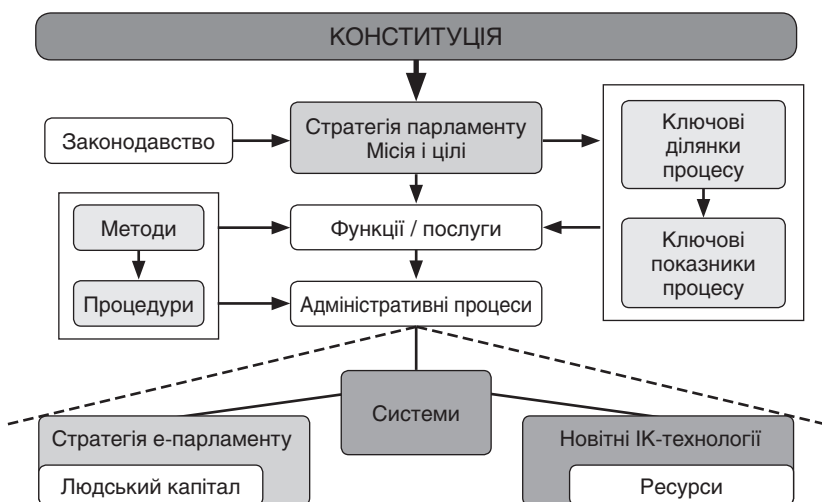 КОНСТИТУЦІЯ
Законодавство
Стратегія парламенту
Місія і цілі
Ключові
ділянки
процесу
Методи
Функції / послуги
Ключові
показники
процесу
Процедури
Адміністративні процеси
Системи
Стратегія е-парламенту
Новітні ІК-технології
Людський капітал
Ресурси